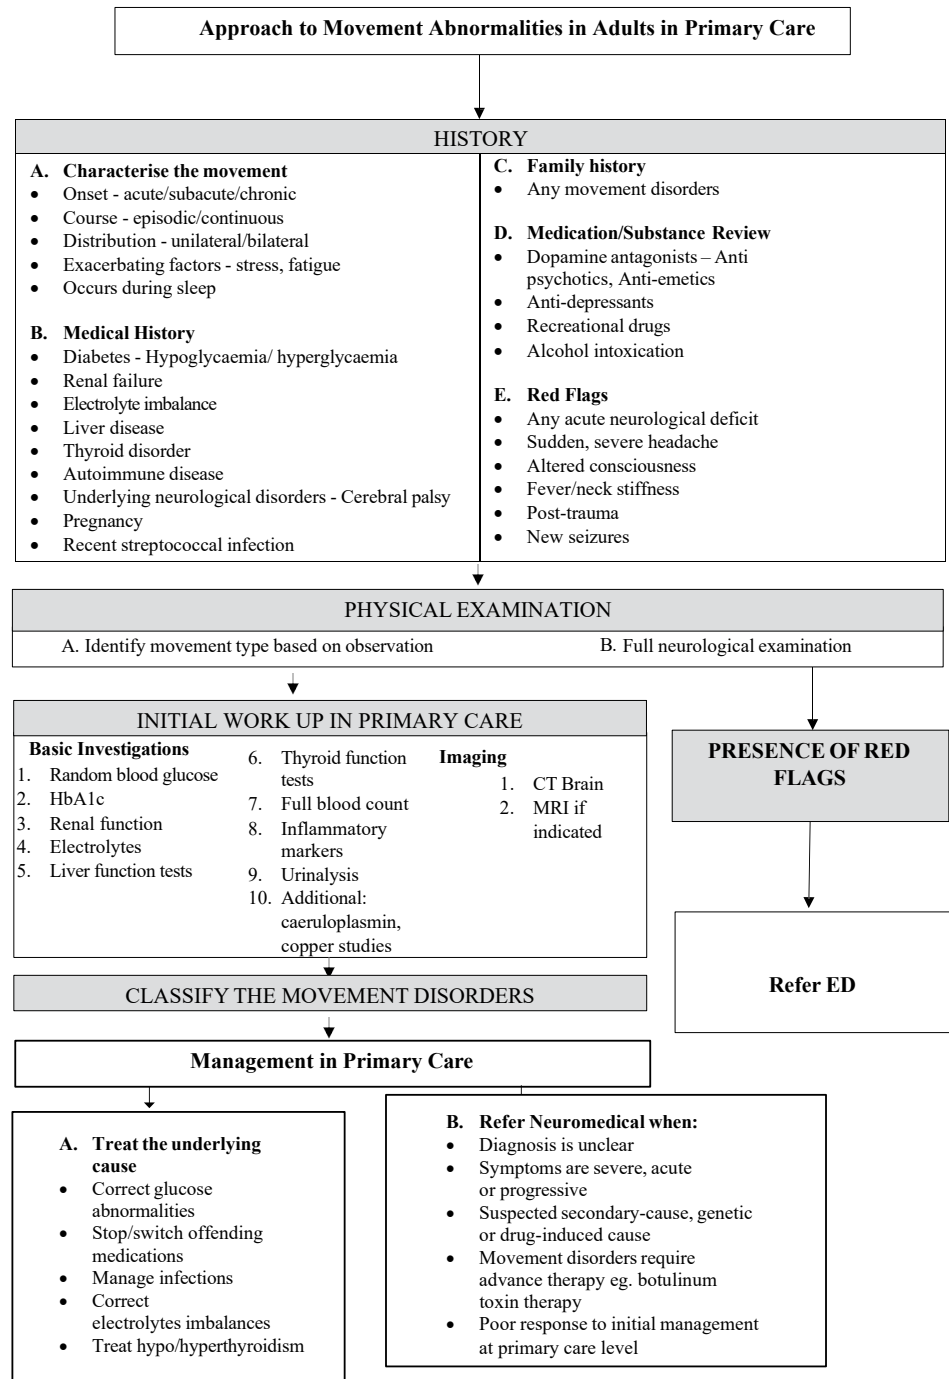 Approach to Movement Abnormalities in Adults in Primary Care
HISTORY
A. Characterise the movement
• Onset - acute/subacute/chronic
• Course - episodic/continuous
• Distribution - unilateral/bilateral
• Exacerbating factors - stress, fatigue
• Occurs during sleep
B. Medical History
• Diabetes - Hypoglycaemia/ hyperglycaemia
• Renal failure
• Electrolyte imbalance
• Liver disease
• Thyroid disorder
• Autoimmune disease
• Underlying neurological disorders - Cerebral palsy
• Pregnancy
• Recent streptococcal infection
C. Family history
• Any movement disorders
D. Medication/Substance Review
• Dopamine antagonists – Anti
psychotics, Anti-emetics
• Anti-depressants
• Recreational drugs
• Alcohol intoxication
E. Red Flags
• Any acute neurological deficit
• Sudden, severe headache
• Altered consciousness
• Fever/neck stiffness
• Post-trauma
• New seizures
PHYSICAL EXAMINATION
A. Identify movement type based on observation
B. Full neurological examination
INITIAL WORK UP IN PRIMARY CARE
Basic Investigations
1. Random blood glucose
2. HbA1c
3. Renal function
4. Electrolytes
5. Liver function tests
6. Thyroid function
tests
7. Full blood count
8. Inflammatory
markers
9. Urinalysis
10. Additional:
caeruloplasmin,
copper studies
Imaging
1. CT Brain
2. MRI if
indicated
PRESENCE OF RED
FLAGS
Refer ED
CLASSIFY THE MOVEMENT DISORDERS
Management in Primary Care
A. Treat the underlying
cause
• Correct glucose
abnormalities
• Stop/switch offending
medications
• Manage infections
• Correct
electrolytes imbalances
• Treat hypo/hyperthyroidism
B. Refer Neuromedical when:
• Diagnosis is unclear
• Symptoms are severe, acute
or progressive
• Suspected secondary-cause, genetic
or drug-induced cause
• Movement disorders require
advance therapy eg. botulinum
toxin therapy
• Poor response to initial management
at primary care level